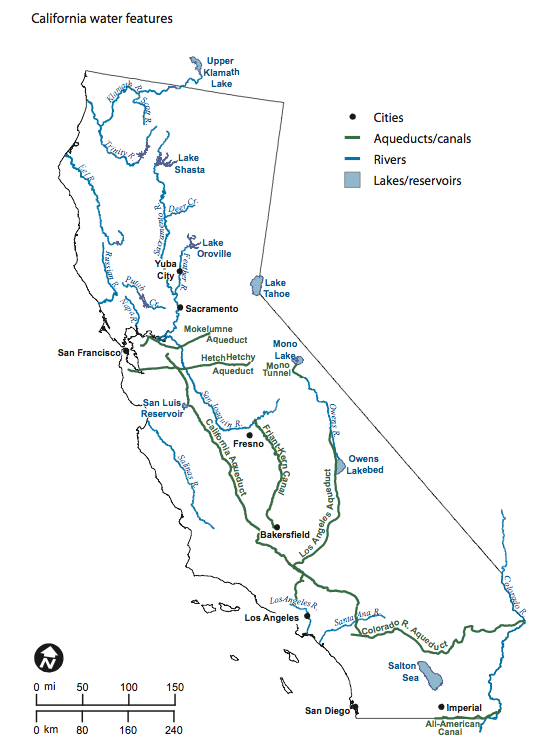 California water features
Upper
Klamath
Lake
Klamath R.
Scott R.
Trinity R.
Lake
Shasta
Eel R.
Deer Cr.
Sacramento R.
Lake
Oroville
Yuba
City
Feather R.
Russian R.
Putah Cr.
Napa R.
Lake
Tahoe
Sacramento
Mokelumne
Aqueduct
San Francisco
HetchHetchy
Aqueduct
Mono
Lake
Mono
Tunnel
San Luis
Reservoir
San Joaquin R.
Owens R.
Fresno
California Aqueduct
Friant-Kern Canal
Salinas R.
Owens
Lakebed
Los Angeles Aqueduct
Bakersfield
Los Angeles R.
Los Angeles
Santa Ana R.
Colorado R. Aqueduct
Colorado R.
Salton
Sea
San Diego
Imperial
All-American
Canal
Cities
Aqueducts/canals
Rivers
Lakes/reservoirs
N
0 mi 50 100 150
0 km 80 160 240